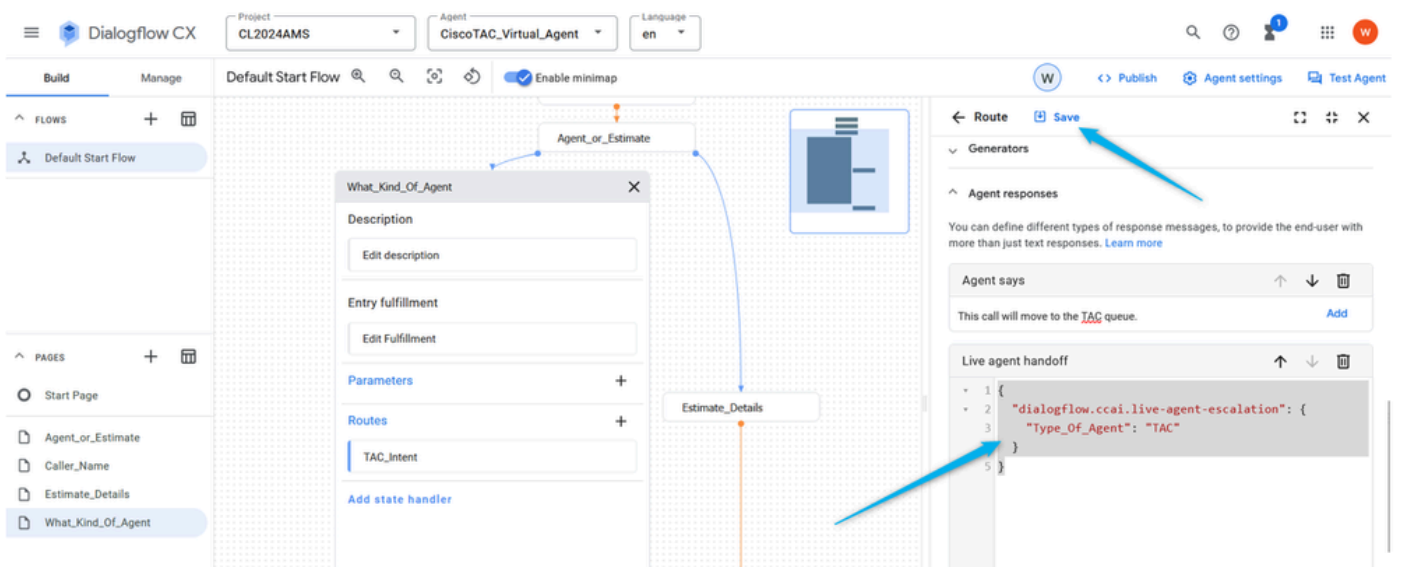 Dialogflow CX
Project
CL2024AMS
Agent
CiscoTAC_Virtual_Agent
Language
en
1
W
Build
Manage
Default Start Flow
Enable minimap
W
<> Publish
Agent settings
Test Agent
FLOWS
Default Start Flow
PAGES
Start Page
Agent_or_Estimate
Caller_Name
Estimate_Details
What_Kind_Of_Agent
Agent_or_Estimate
What_Kind_Of_Agent
Description
Edit description
Entry fulfillment
Edit Fulfillment
Parameters
Routes
TAC_Intent
Add state handler
Estimate_Details
Route
Save
Generators
Agent responses
You can define different types of response messages, to provide the end-user with
more than just text responses. Learn more
Agent says
This call will move to the TAC queue.
Add
Live agent handoff
1 {
2 "dialogflow.ccai.live-agent-escalation": {
3 "Type_Of_Agent": "TAC"
}
5 }